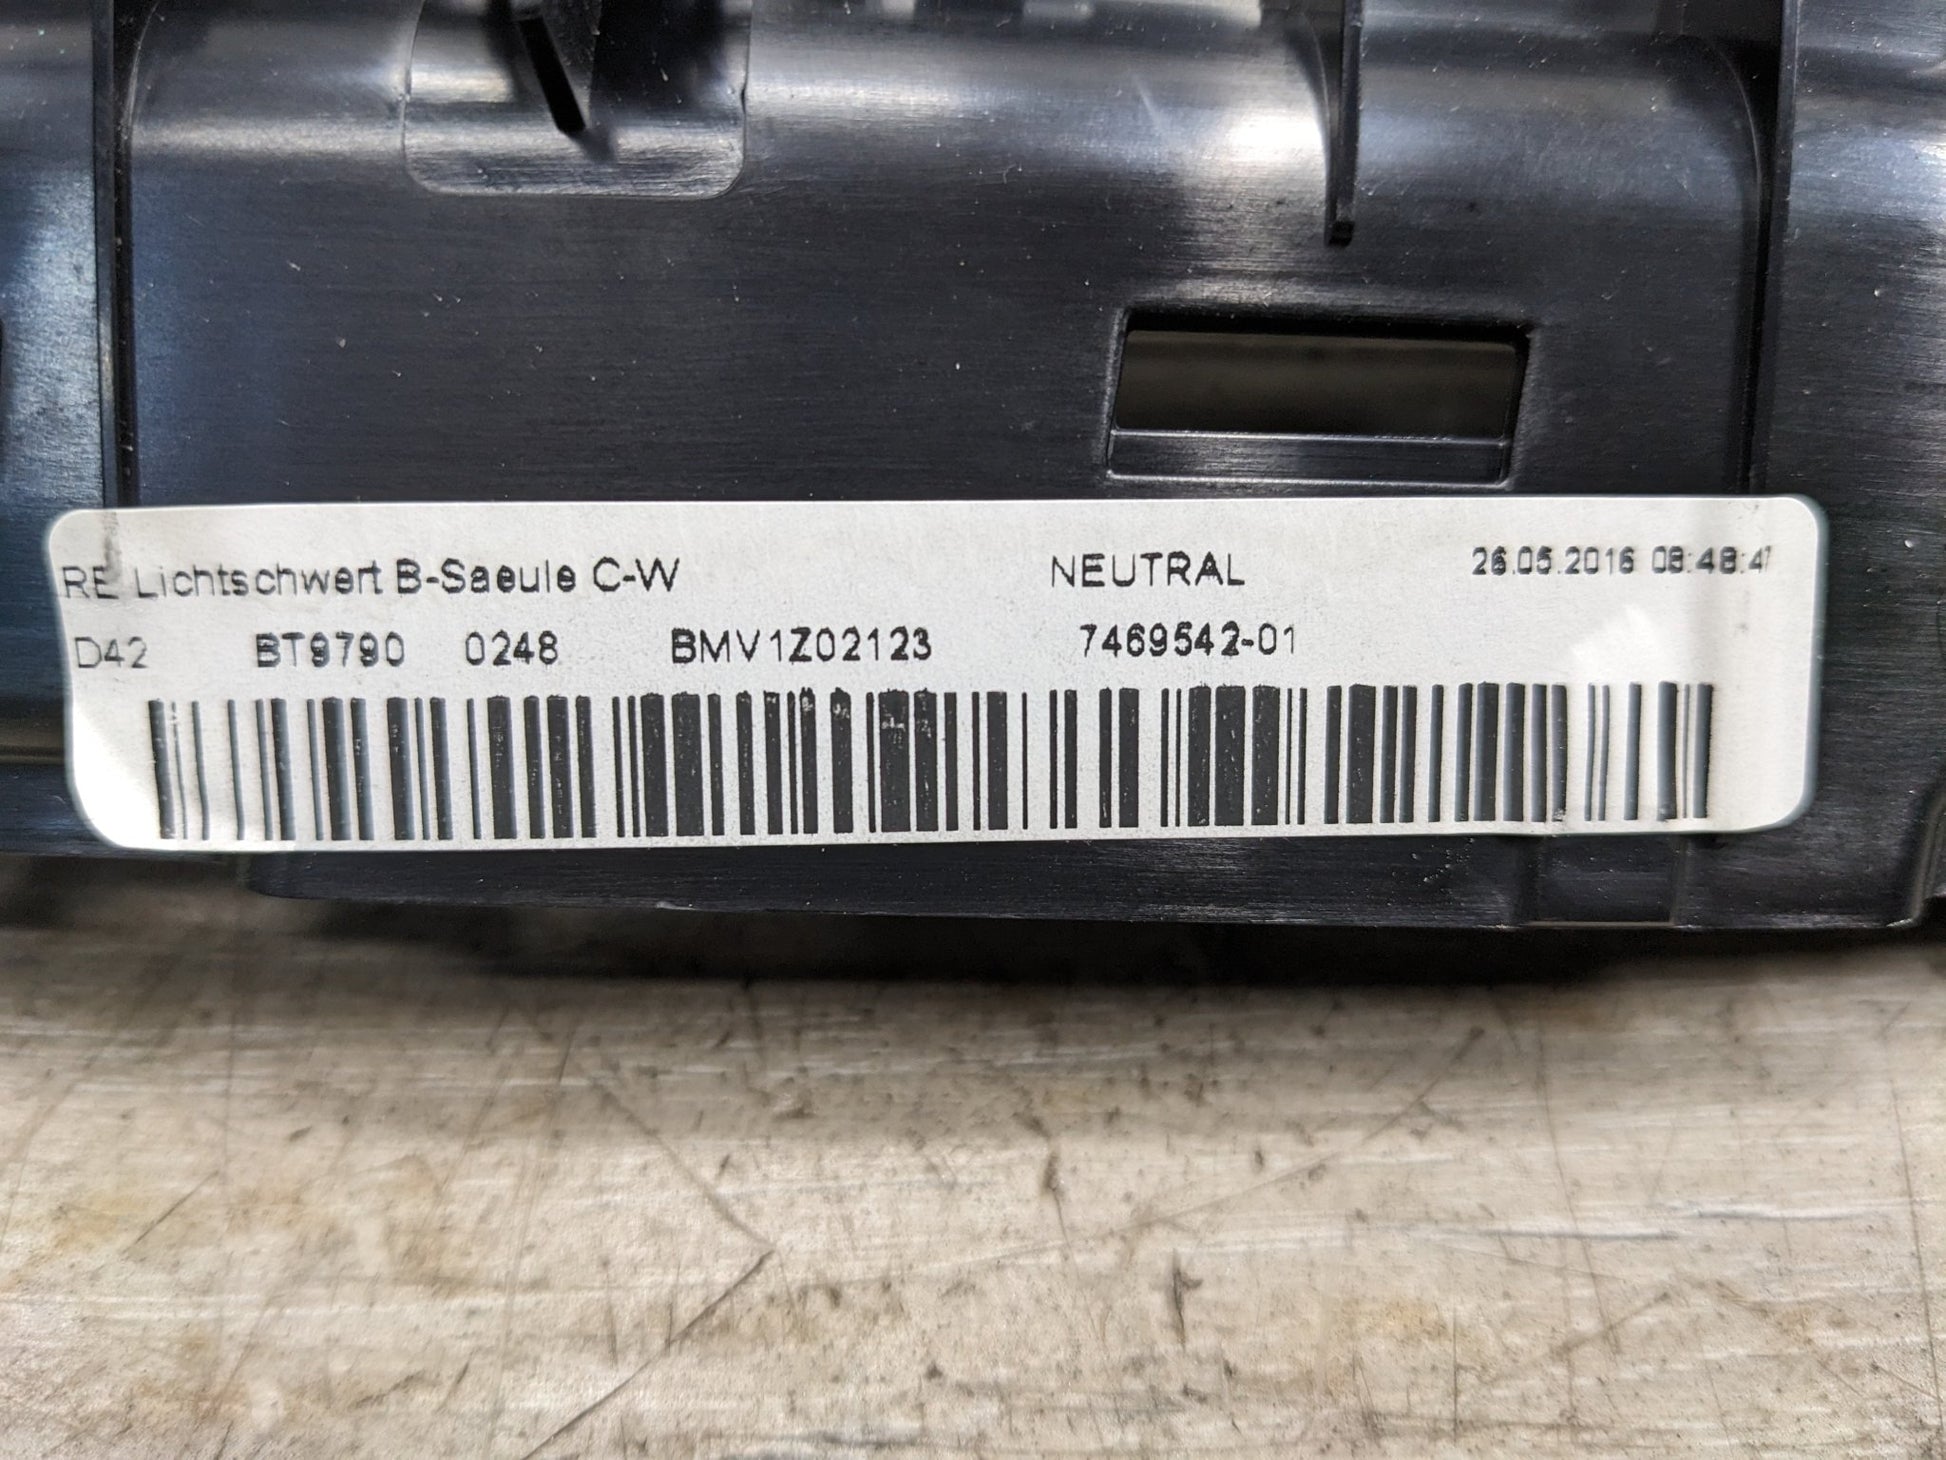 RE Lichtschwert B-Saeule C-W NEUTRAL 26.05.2016 08:48:47
D42 BT9790 0248 BMV1Z02123 7469542-01